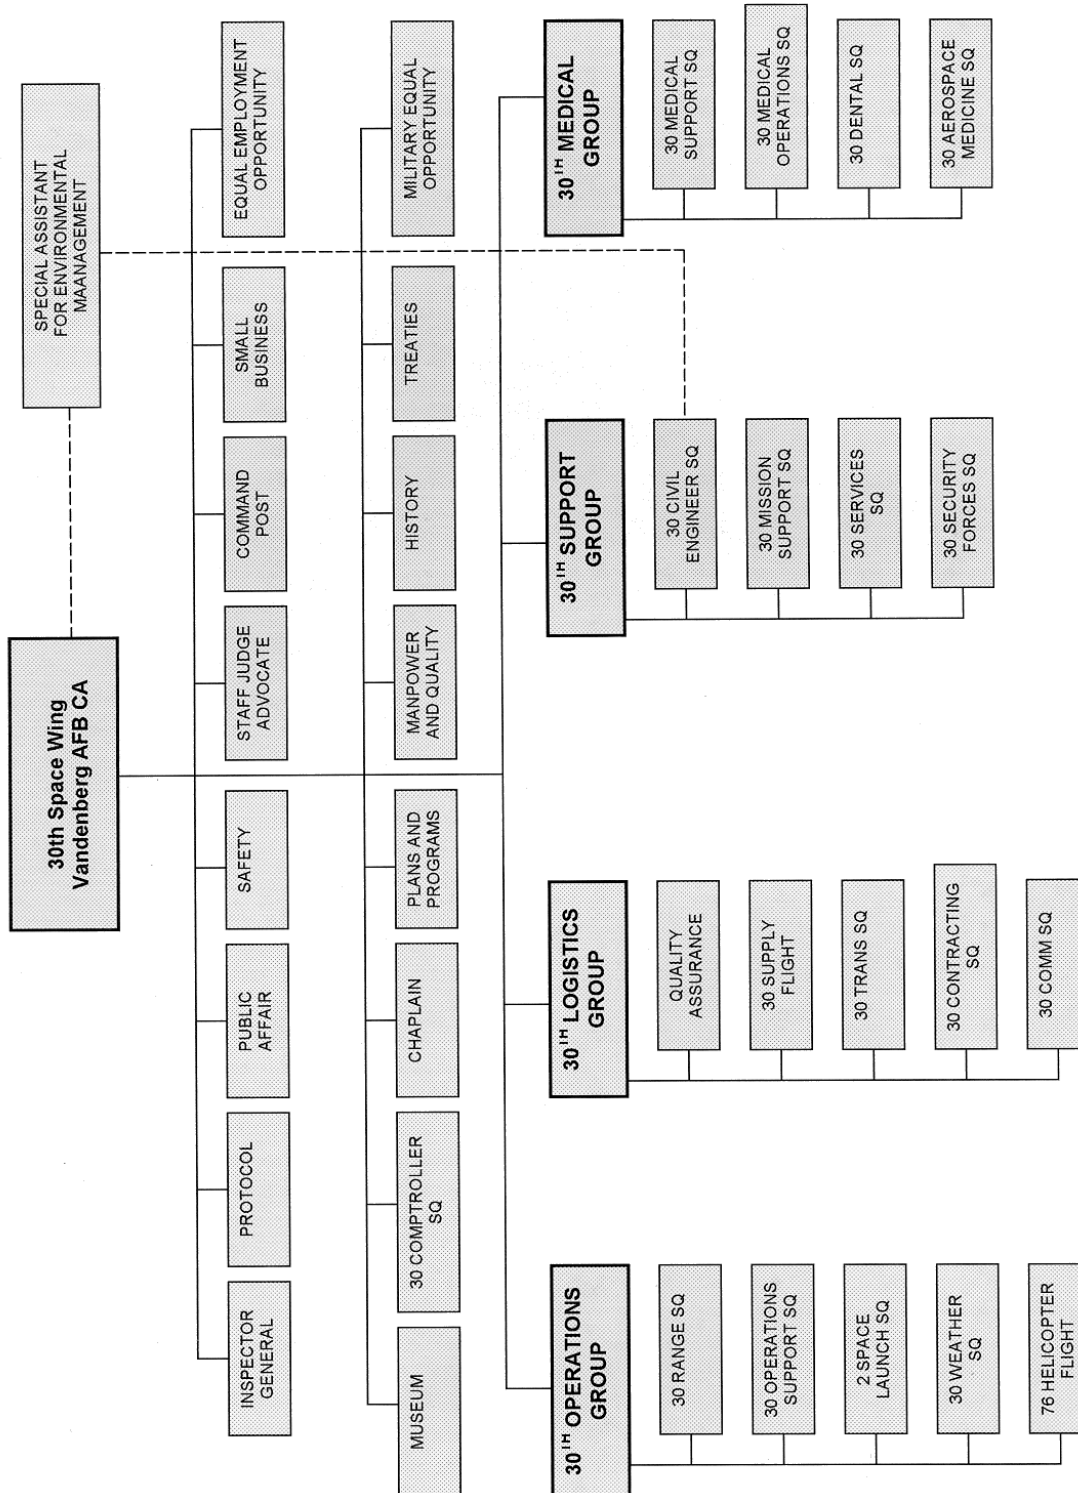 30th Space Wing
Vandenberg AFB CA
SPECIAL ASSISTANT
FOR ENVIRONMENTAL
MAANAGEMENT
INSPECTOR
GENERAL
PROTOCOL
PUBLIC
AFFAIR
SAFETY
STAFF JUDGE
ADVOCATE
COMMAND
POST
SMALL
BUSINESS
EQUAL EMPLOYMENT
OPPORTUNITY
MUSEUM
30 COMPTROLLER
SQ
CHAPLAIN
PLANS AND
PROGRAMS
MANPOWER
AND QUALITY
HISTORY
TREATIES
MILITARY EQUAL
OPPORTUNITY
30TH OPERATIONS
GROUP
30 RANGE SQ
30 OPERATIONS
SUPPORT SQ
2 SPACE
LAUNCH SQ
30 WEATHER
SQ
76 HELICOPTER
FLIGHT
30TH LOGISTICS
GROUP
QUALITY
ASSURANCE
30 SUPPLY
FLIGHT
30 TRANS SQ
30 CONTRACTING
SQ
30 COMM SQ
30TH SUPPORT
GROUP
30 CIVIL
ENGINEER SQ
30 MISSION
SUPPORT SQ
30 SERVICES
SQ
30 SECURITY
FORCES SQ
30TH MEDICAL
GROUP
30 MEDICAL
SUPPORT SQ
30 MEDICAL
OPERATIONS SQ
30 DENTAL SQ
30 AEROSPACE
MEDICINE SQ